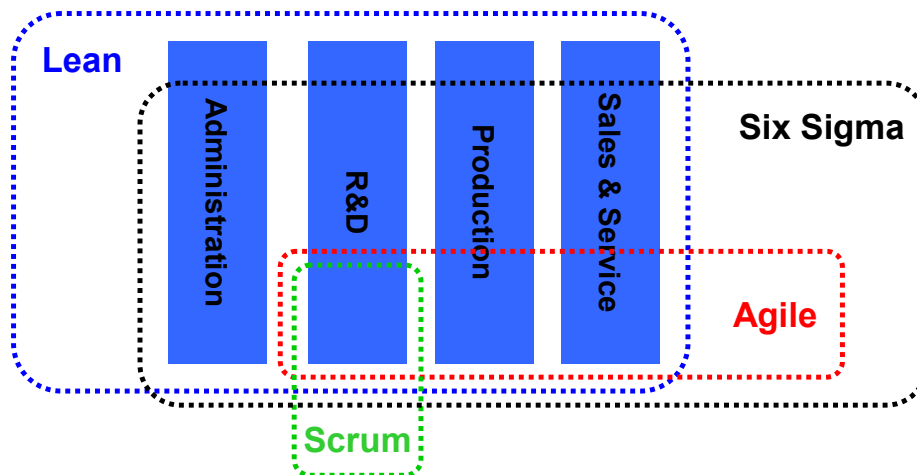 Lean
Administration
R&D
Production
Sales & Service
Six Sigma
Agile
Scrum